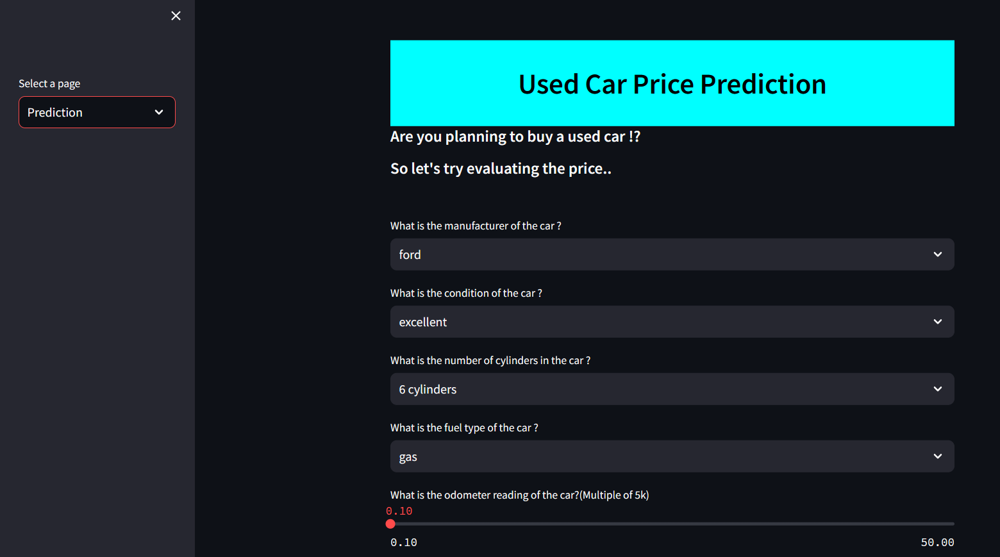 Select a page
Prediction
Used Car Price Prediction
Are you planning to buy a used car !?
So let's try evaluating the price..
What is the manufacturer of the car ?
ford
What is the condition of the car ?
excellent
What is the number of cylinders in the car ?
6 cylinders
What is the fuel type of the car ?
gas
What is the odometer reading of the car?(Multiple of 5k)
0.10
0.10 50.00